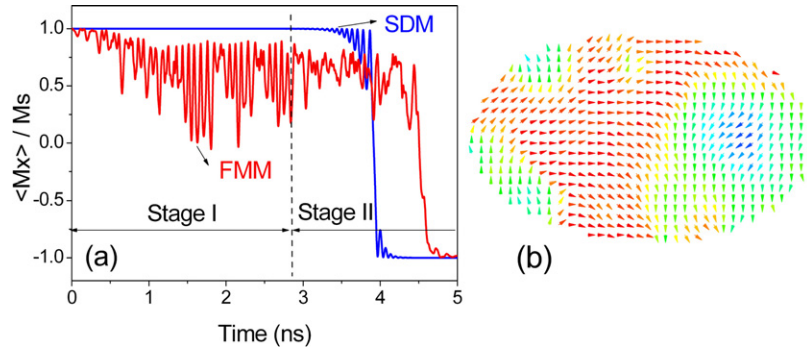 SDM
1.0
0.5
0.0
-0.5
-1.0
<Mx> / Ms
FMM
Stage I
Stage II
(a)
0
1
2
3
4
5
Time (ns)
(b)